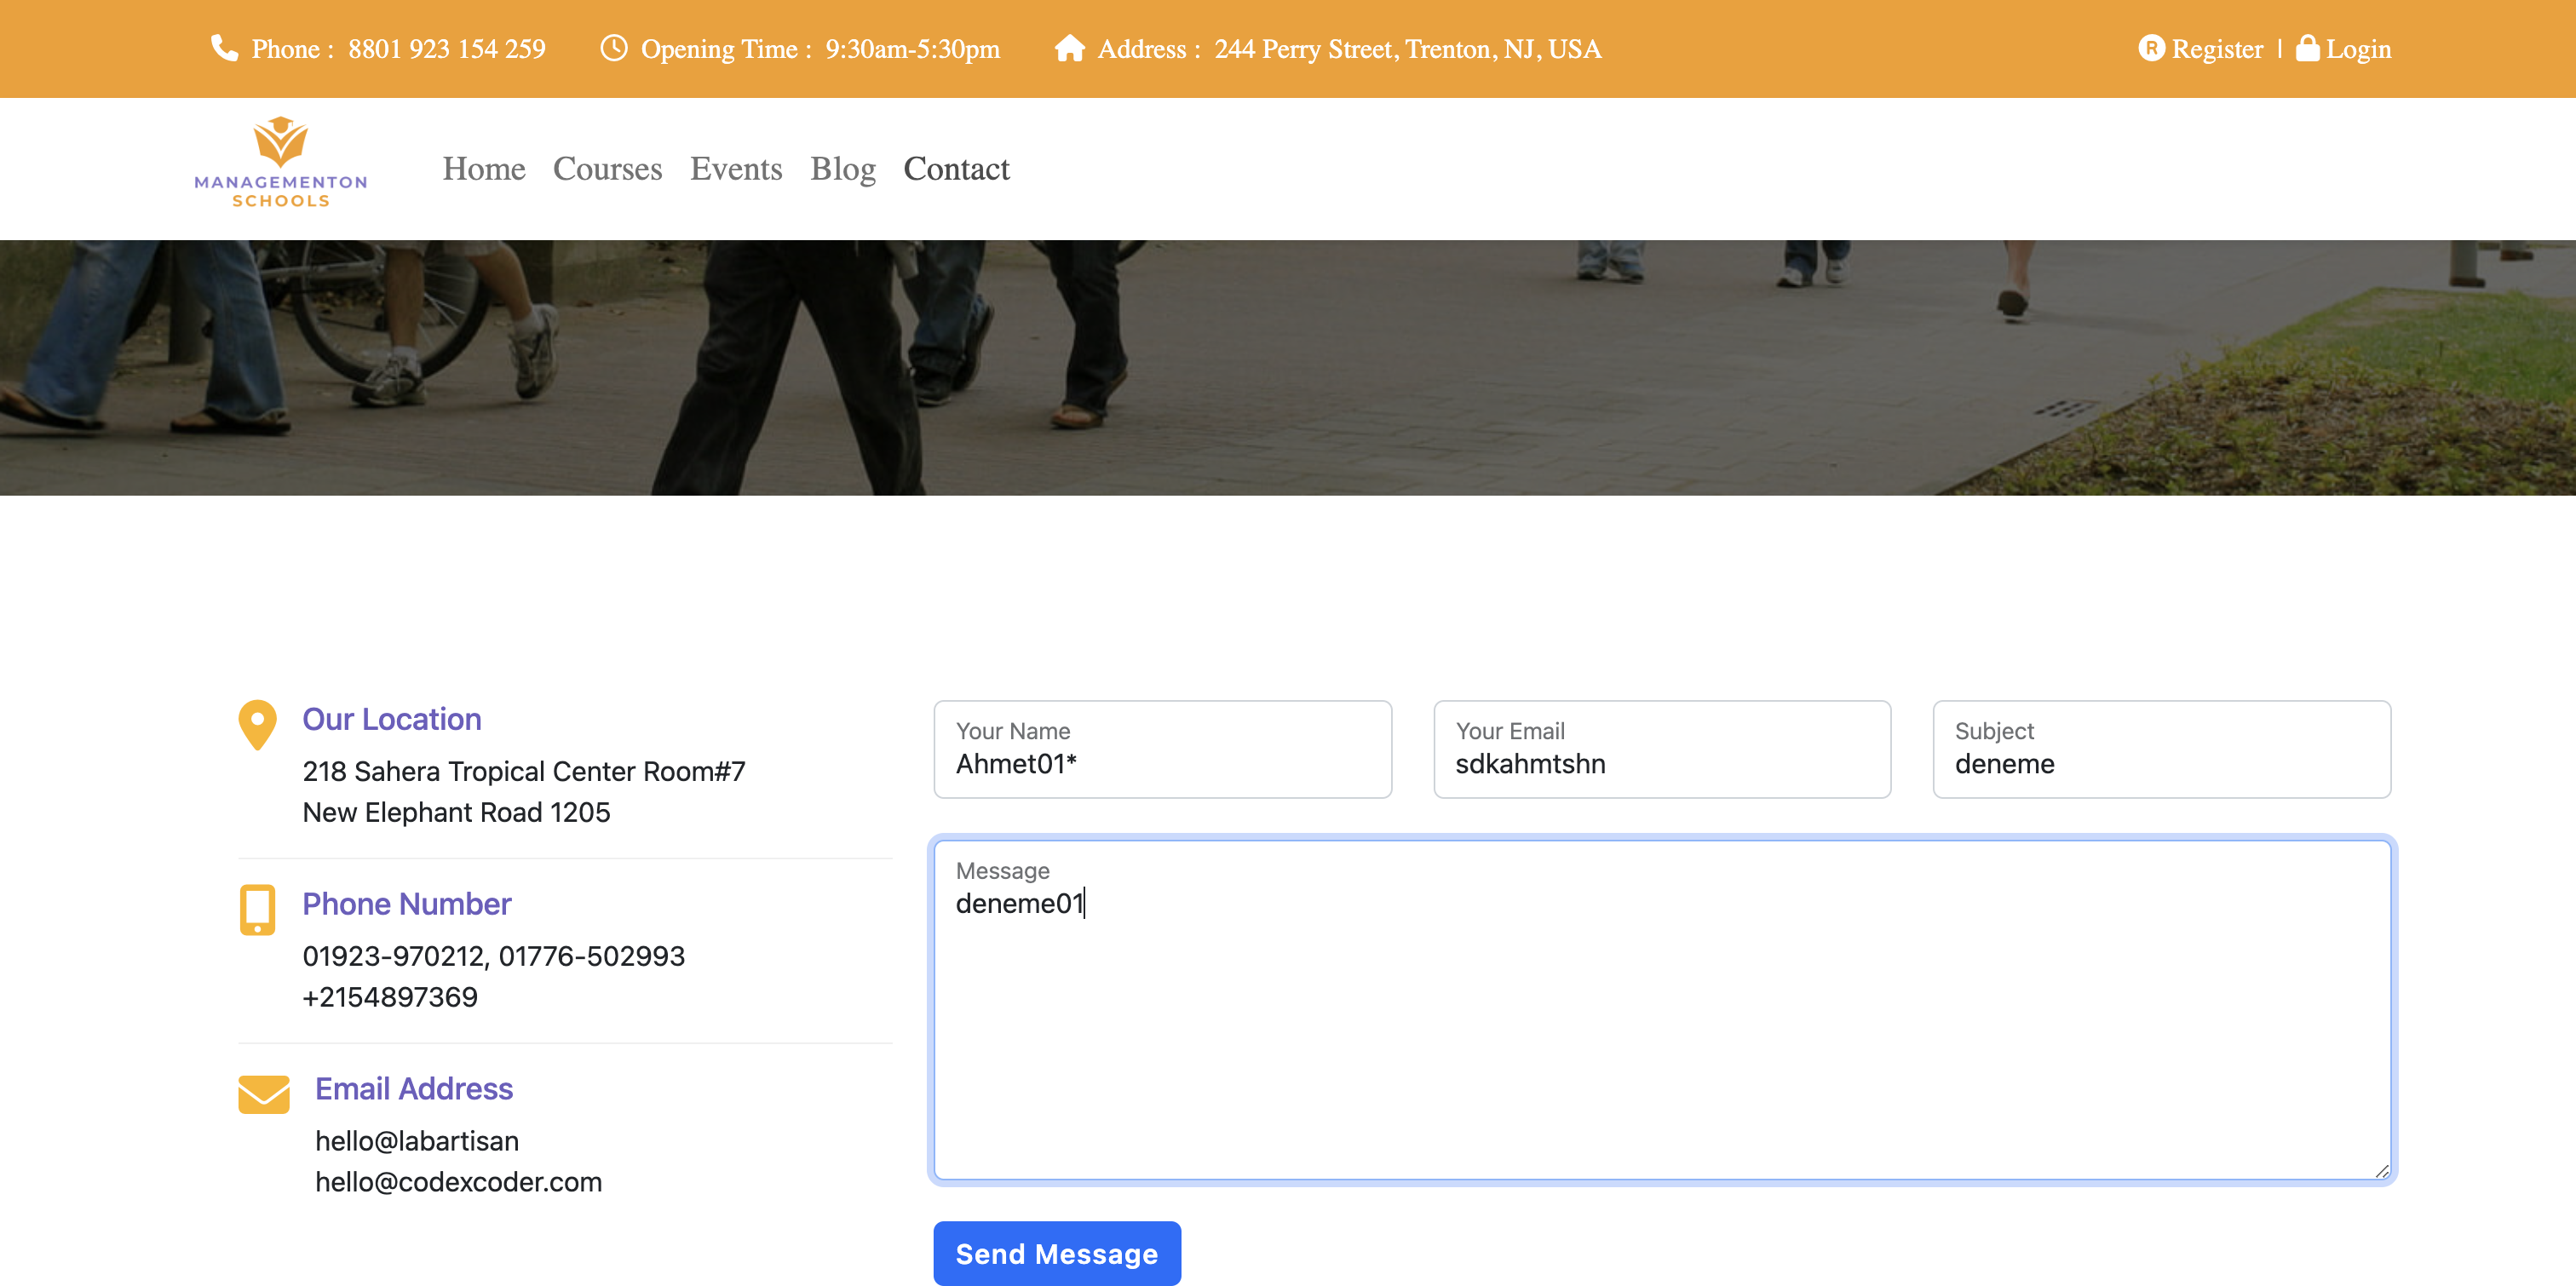 Phone : 8801 923 154 259 Opening Time : 9:30am-5:30pm Address : 244 Perry Street, Trenton, NJ, USA R Register | Login
MANAGEMENTON
SCHOOLS
Home Courses Events Blog Contact
Our Location
218 Sahera Tropical Center Room#7
New Elephant Road 1205
Phone Number
01923-970212, 01776-502993
+2154897369
Email Address
hello@labartisan
hello@codexcoder.com
Your Name
Ahmet01*
Your Email
sdkahmtshn
Subject
deneme
Message
deneme01
Send Message